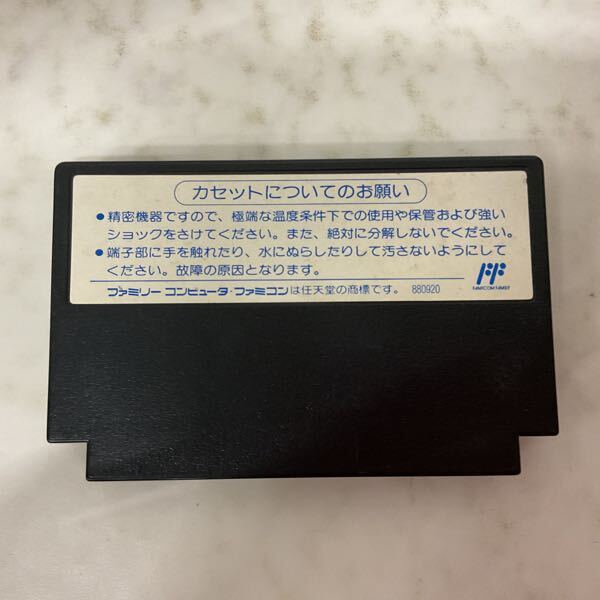 カセットについてのお願い
●精密機器ですので、極端な温度条件下での使用や保管および強い
ショックをさけてください。また、絶対に分解しないでください。
●端子部に手を触れたり、水にぬらしたりして汚さないようにして
ください。故障の原因となります。
ファミリーコンピュータ・ファミコンは任天堂の商標です。 880920
FAMICOM FAMILY